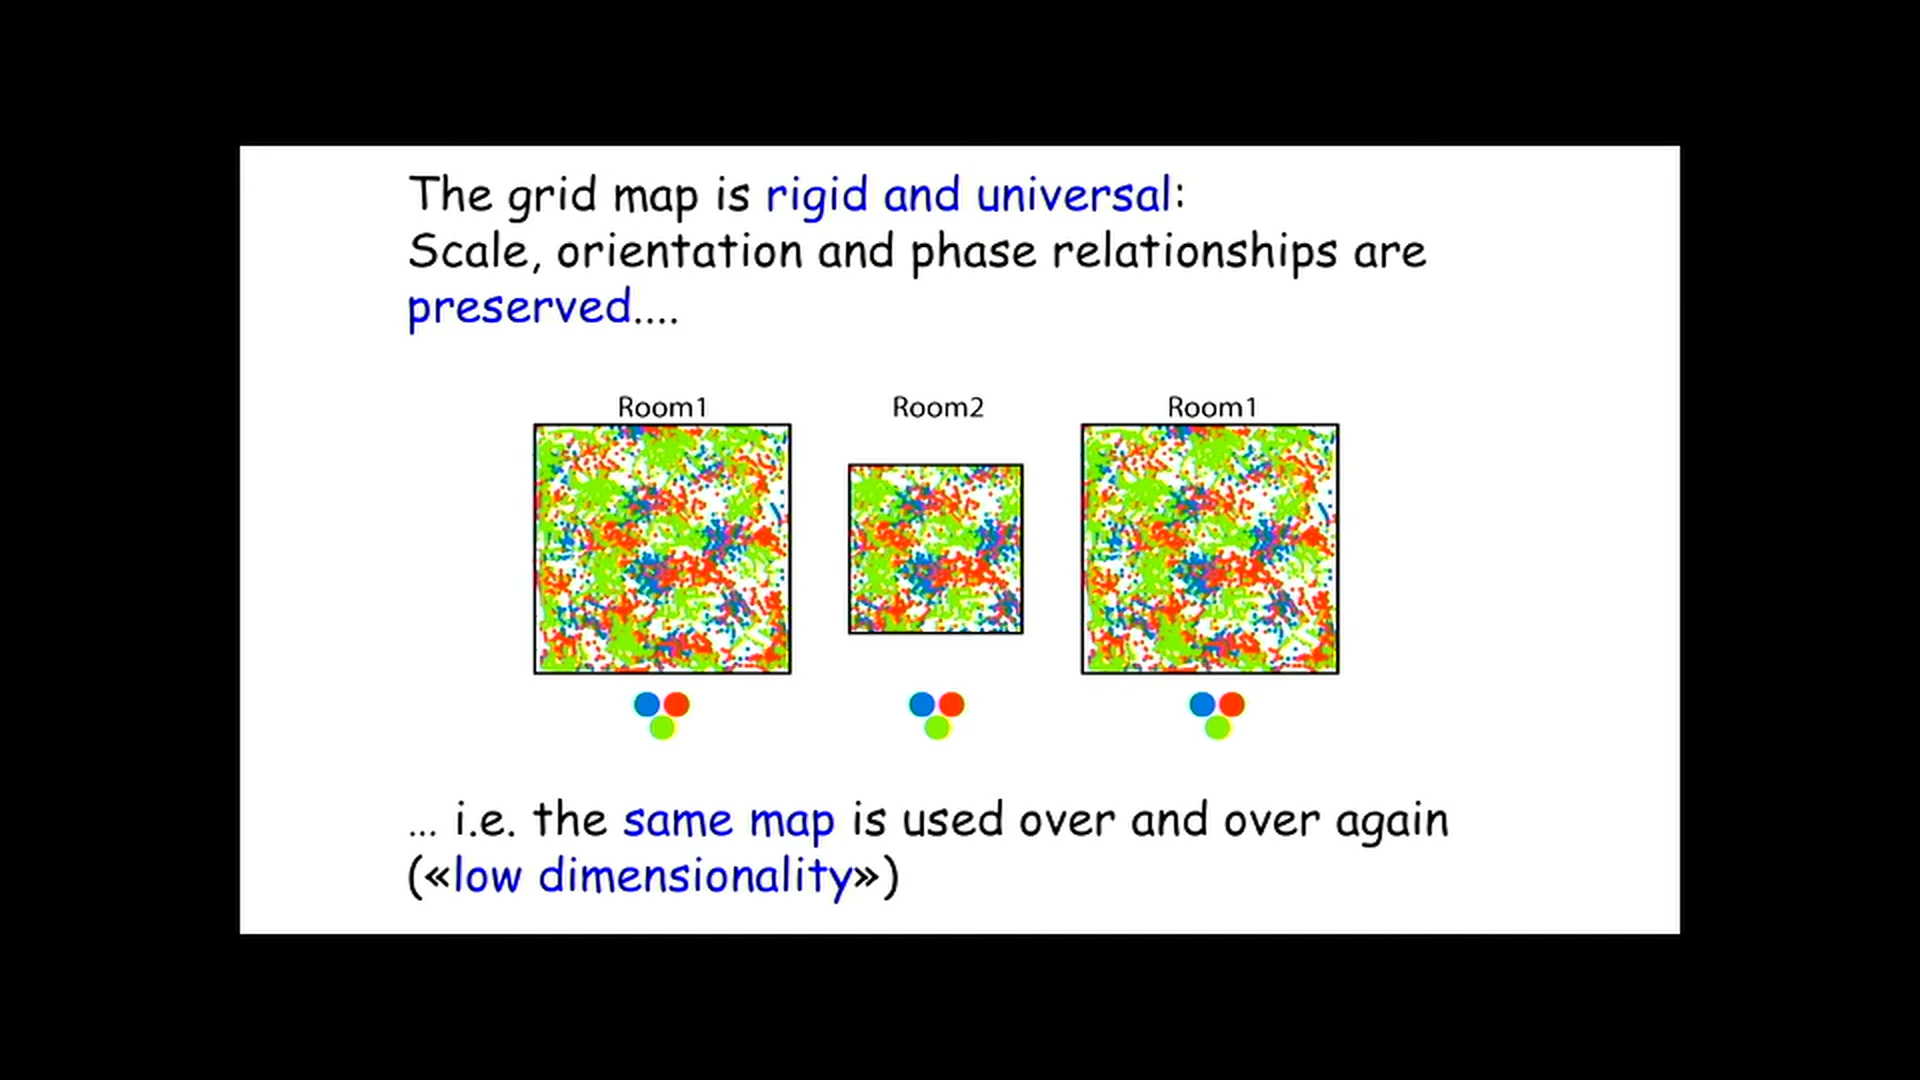 The grid map is rigid and universal:
Scale, orientation and phase relationships are
preserved....
Room1
Room2
Room1
... i.e. the same map is used over and over again
(«low dimensionality»)